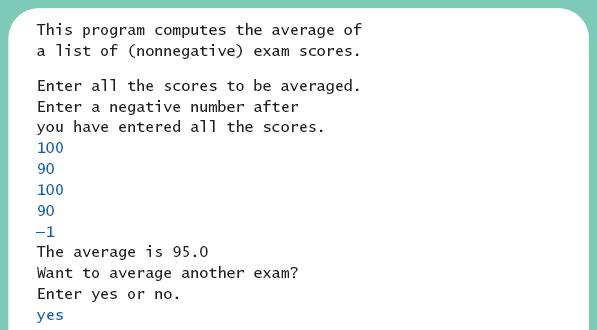 This program computes the average of
a list of (nonnegative) exam scores.
Enter all the scores to be averaged.
Enter a negative number after
you have entered all the scores.
100
90
100
90
–1
The average is 95.0
Want to average another exam?
Enter yes or no.
yes